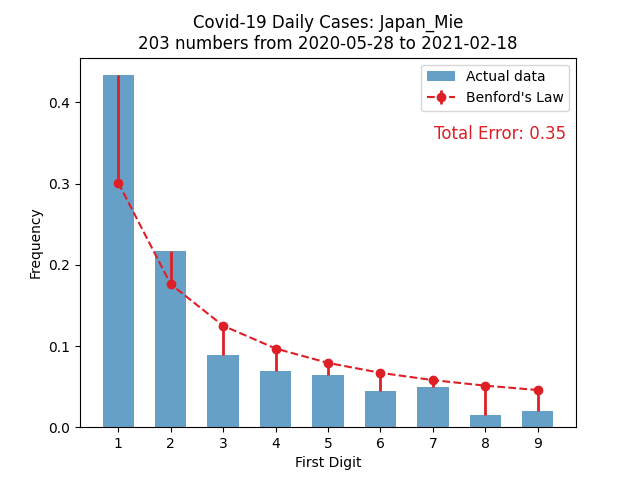 Covid-19 Daily Cases: Japan_Mie
203 numbers from 2020-05-28 to 2021-02-18
Actual data
Benford's Law
Total Error: 0.35
0.4
0.3
0.2
0.1
0.0
Frequency
1 2 3 4 5 6 7 8 9
First Digit